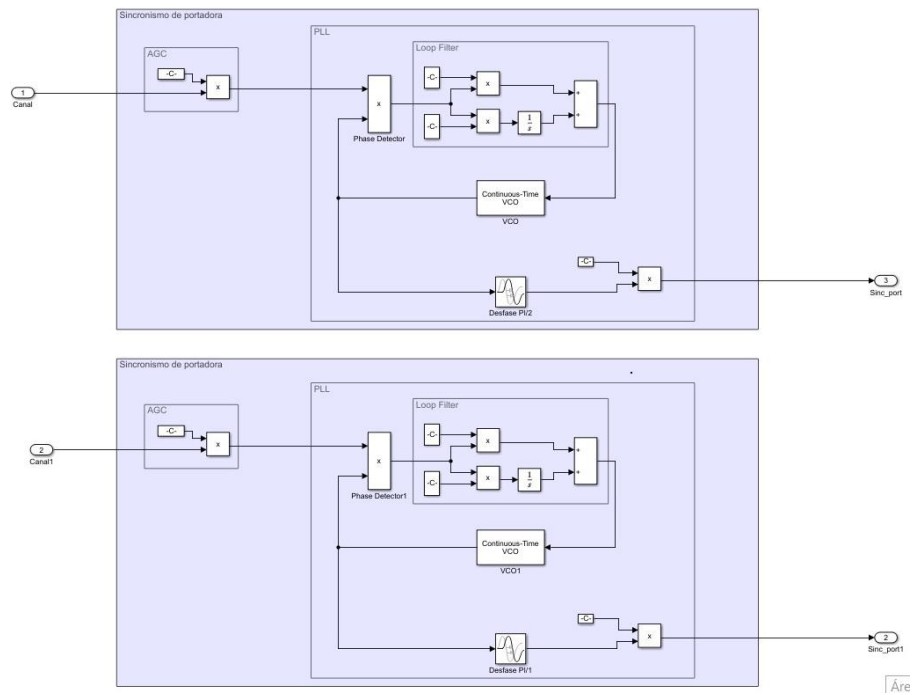 Sincronismo de portadora
PLL
AGC
Loop Filter
-C-
x
-C-
x
x
+
1
Canal
x
-C-
x
1
s
+
Phase Detector
Continuous-Time
VCO
VCO
-C-
x
3
Sinc_port
Desfase PI/2
Sincronismo de portadora
PLL
AGC
Loop Filter
-C-
x
-C-
x
x
+
2
Canal1
x
-C-
x
1
s
+
Phase Detector1
Continuous-Time
VCO
VCO1
-C-
x
2
Sinc_port1
Desfase PI/1
Áre